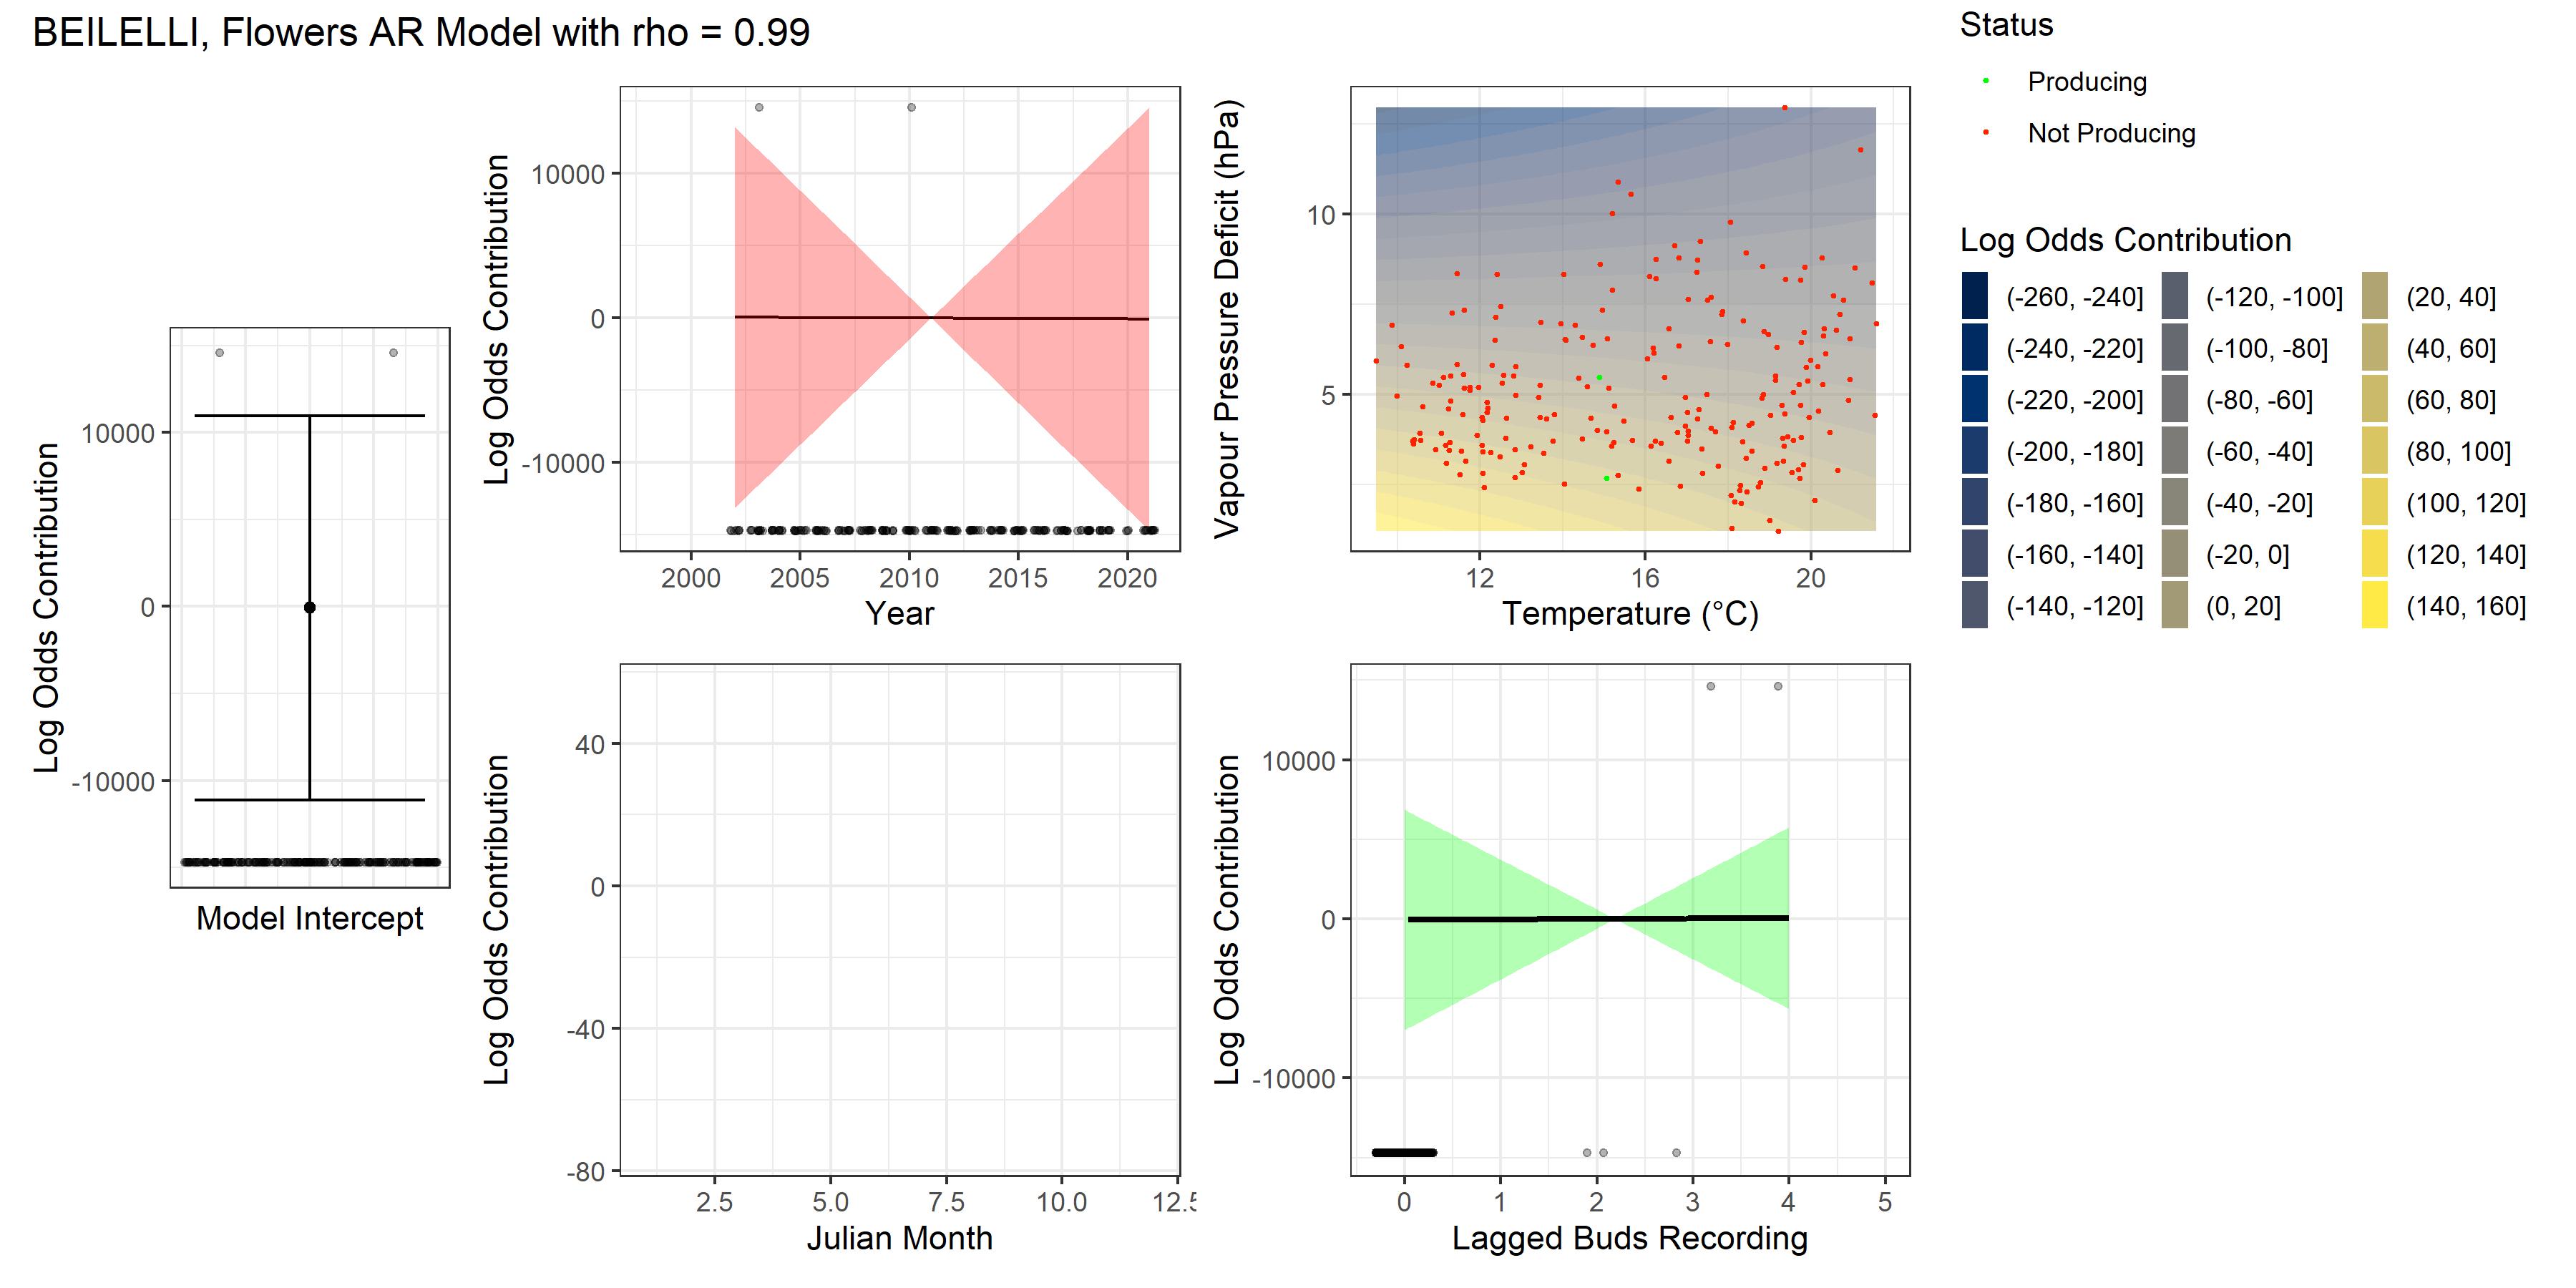 BEILELLI, Flowers AR Model with rho = 0.99
Log Odds Contribution
10000
0
-10000
Model Intercept
Log Odds Contribution
10000
0
-10000
2000 2005 2010 2015 2020
Year
Vapour Pressure Deficit (hPa)
10
5
12 16 20
Temperature (°C)
Log Odds Contribution
40
0
-40
-80
2.5 5.0 7.5 10.0 12.5
Julian Month
Log Odds Contribution
10000
0
-10000
0 1 2 3 4 5
Lagged Buds Recording
Status
Producing
Not Producing
Log Odds Contribution
(-260, -240] (-120, -100] (20, 40]
(-240, -220] (-100, -80] (40, 60]
(-220, -200] (-80, -60] (60, 80]
(-200, -180] (-60, -40] (80, 100]
(-180, -160] (-40, -20] (100, 120]
(-160, -140] (-20, 0] (120, 140]
(-140, -120] (0, 20] (140, 160]